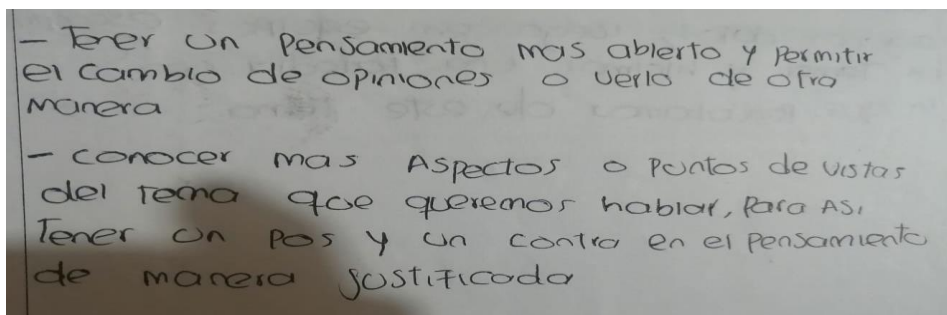 - Tener un Pensamiento mas abierto y Permitir
el cambio de opiniones o verlo de otra
manera
- conocer mas Aspectos o Puntos de vistas
del Tema que queremos hablar, Para Asi
Tener un Pos y un contra en el Pensamiento
de manera justificada